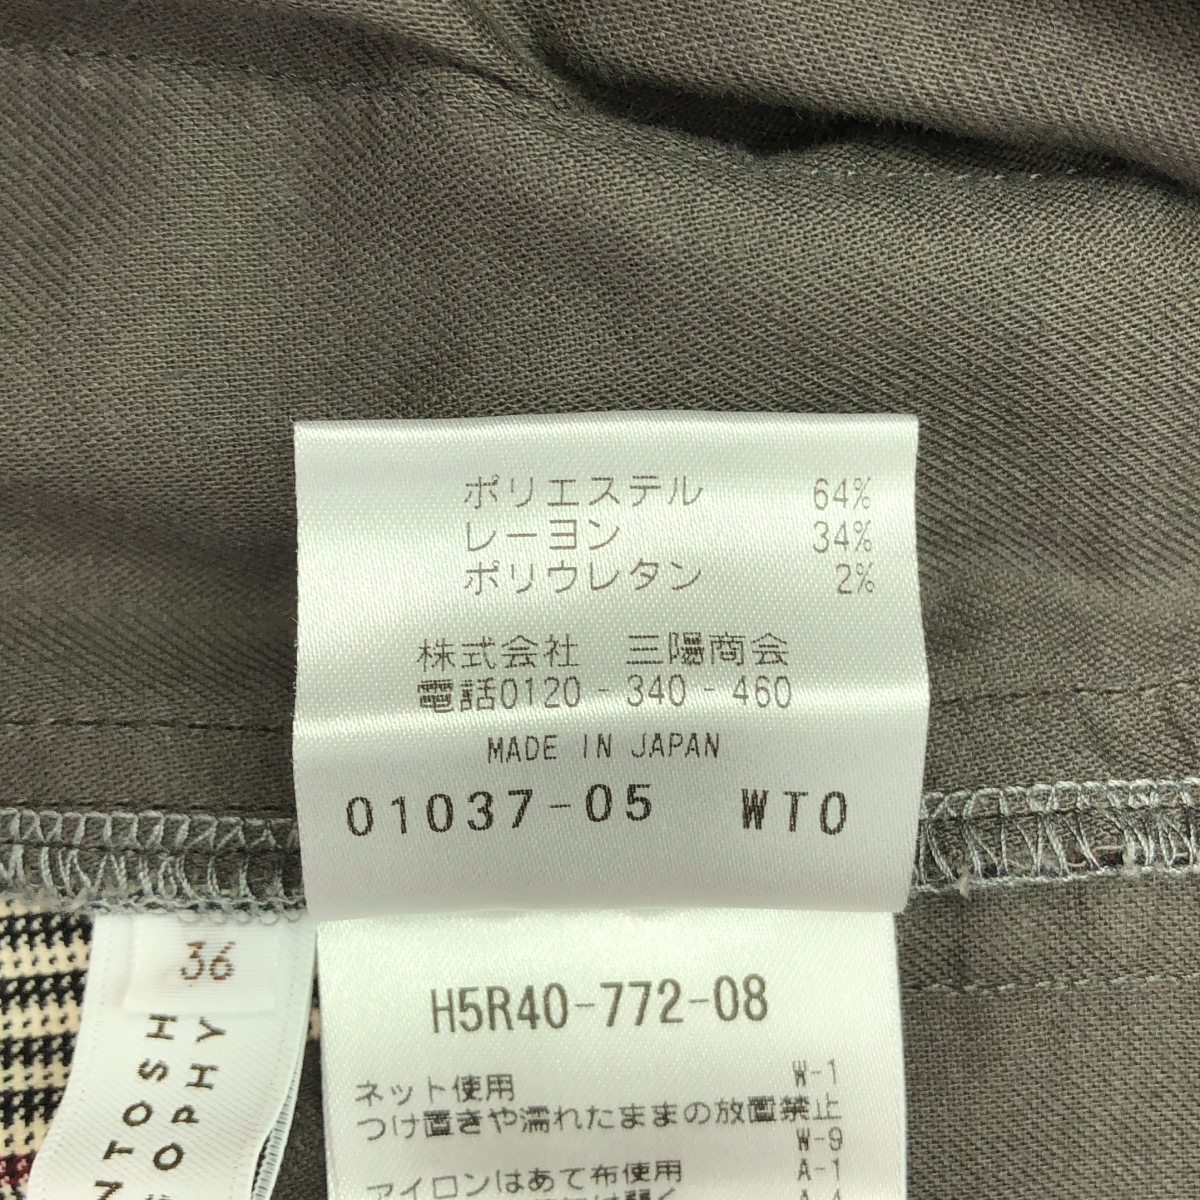 ポリエステル 64%
レーヨン 34%
ポリウレタン 2%
株式会社 三陽商会
電話0120-340-460
MADE IN JAPAN
01037-05 WTO
36
NTOSH
OPHY
H5R40-772-08
ネット使用 W-1
つけ置きや濡れたままの放置禁止
W-9
アイロンはあて布使用 A-1